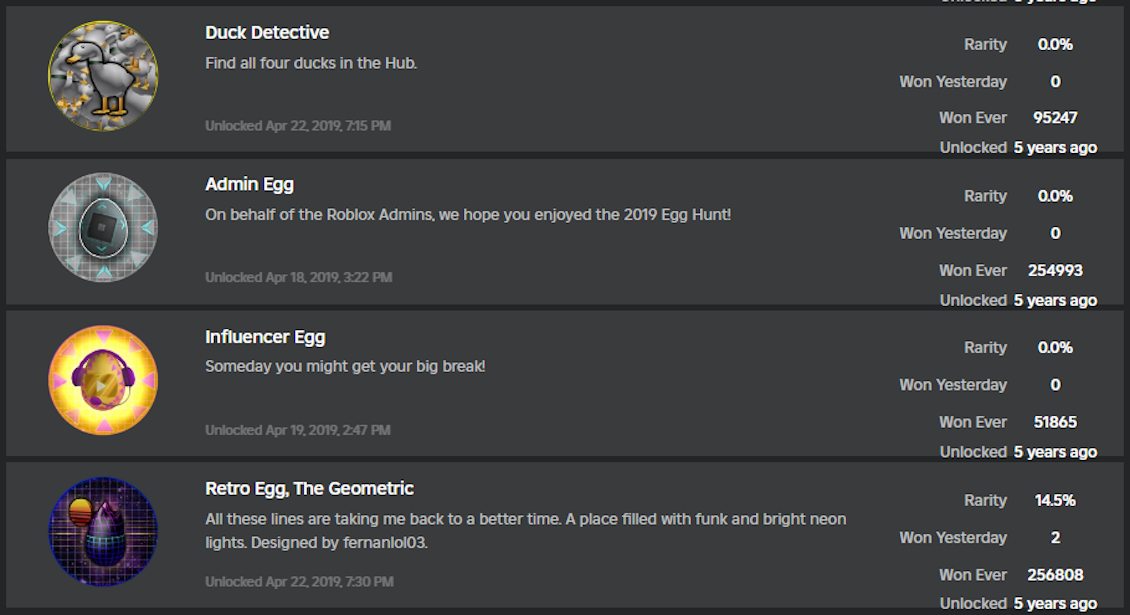 Duck Detective
Find all four ducks in the Hub.
Unlocked Apr 22, 2019, 7:15 PM
Rarity 0.0%
Won Yesterday 0
Won Ever 95247
Unlocked 5 years ago
Admin Egg
On behalf of the Roblox Admins, we hope you enjoyed the 2019 Egg Hunt!
Unlocked Apr 18, 2019, 3:22 PM
Rarity 0.0%
Won Yesterday 0
Won Ever 254993
Unlocked 5 years ago
Influencer Egg
Someday you might get your big break!
Unlocked Apr 19, 2019, 2:47 PM
Rarity 0.0%
Won Yesterday 0
Won Ever 51865
Unlocked 5 years ago
Retro Egg, The Geometric
All these lines are taking me back to a better time. A place filled with funk and bright neon
lights. Designed by fernanlol03.
Unlocked Apr 22, 2019, 7:30 PM
Rarity 14.5%
Won Yesterday 2
Won Ever 256808
Unlocked 5 years ago